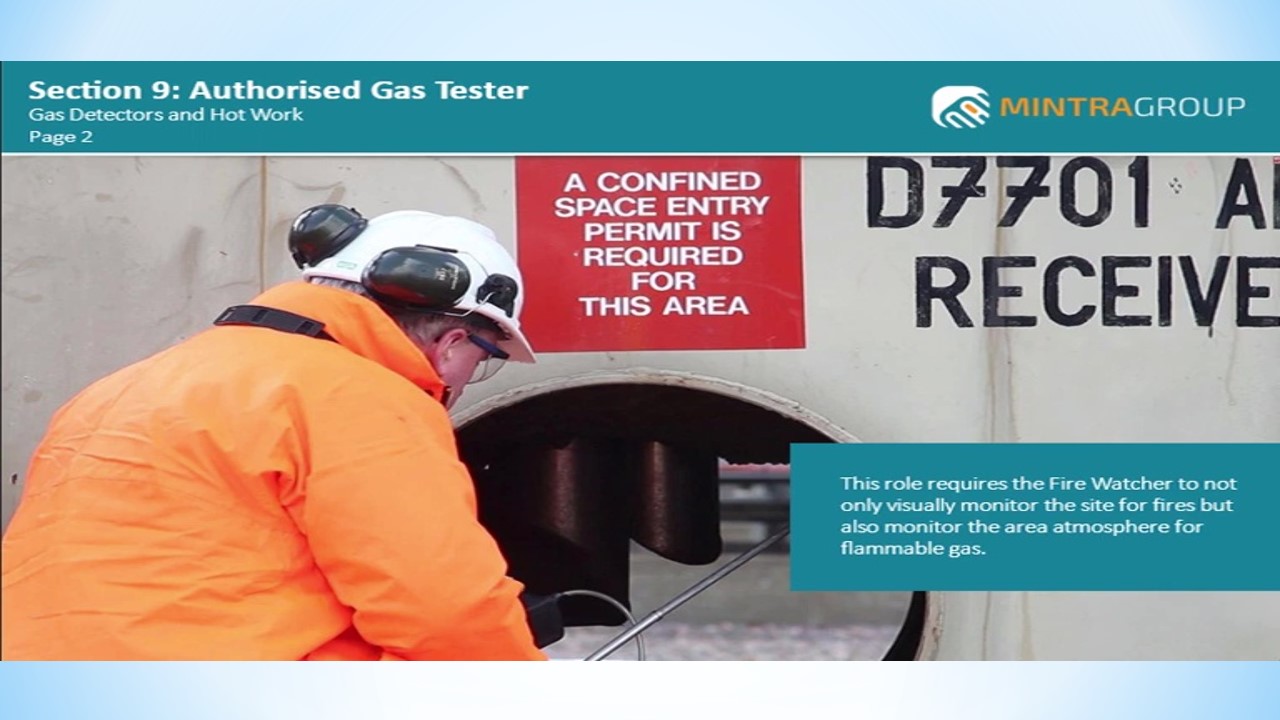 Section 9: Authorised Gas Tester
Gas Detectors and Hot Work
Page 2
MINTRAGROUP
A CONFINED
SPACE ENTRY
PERMIT IS
REQUIRED
FOR
THIS AREA
D7701
RECEIVE
This role requires the Fire Watcher to not
only visually monitor the site for fires but
also monitor the area atmosphere for
flammable gas.